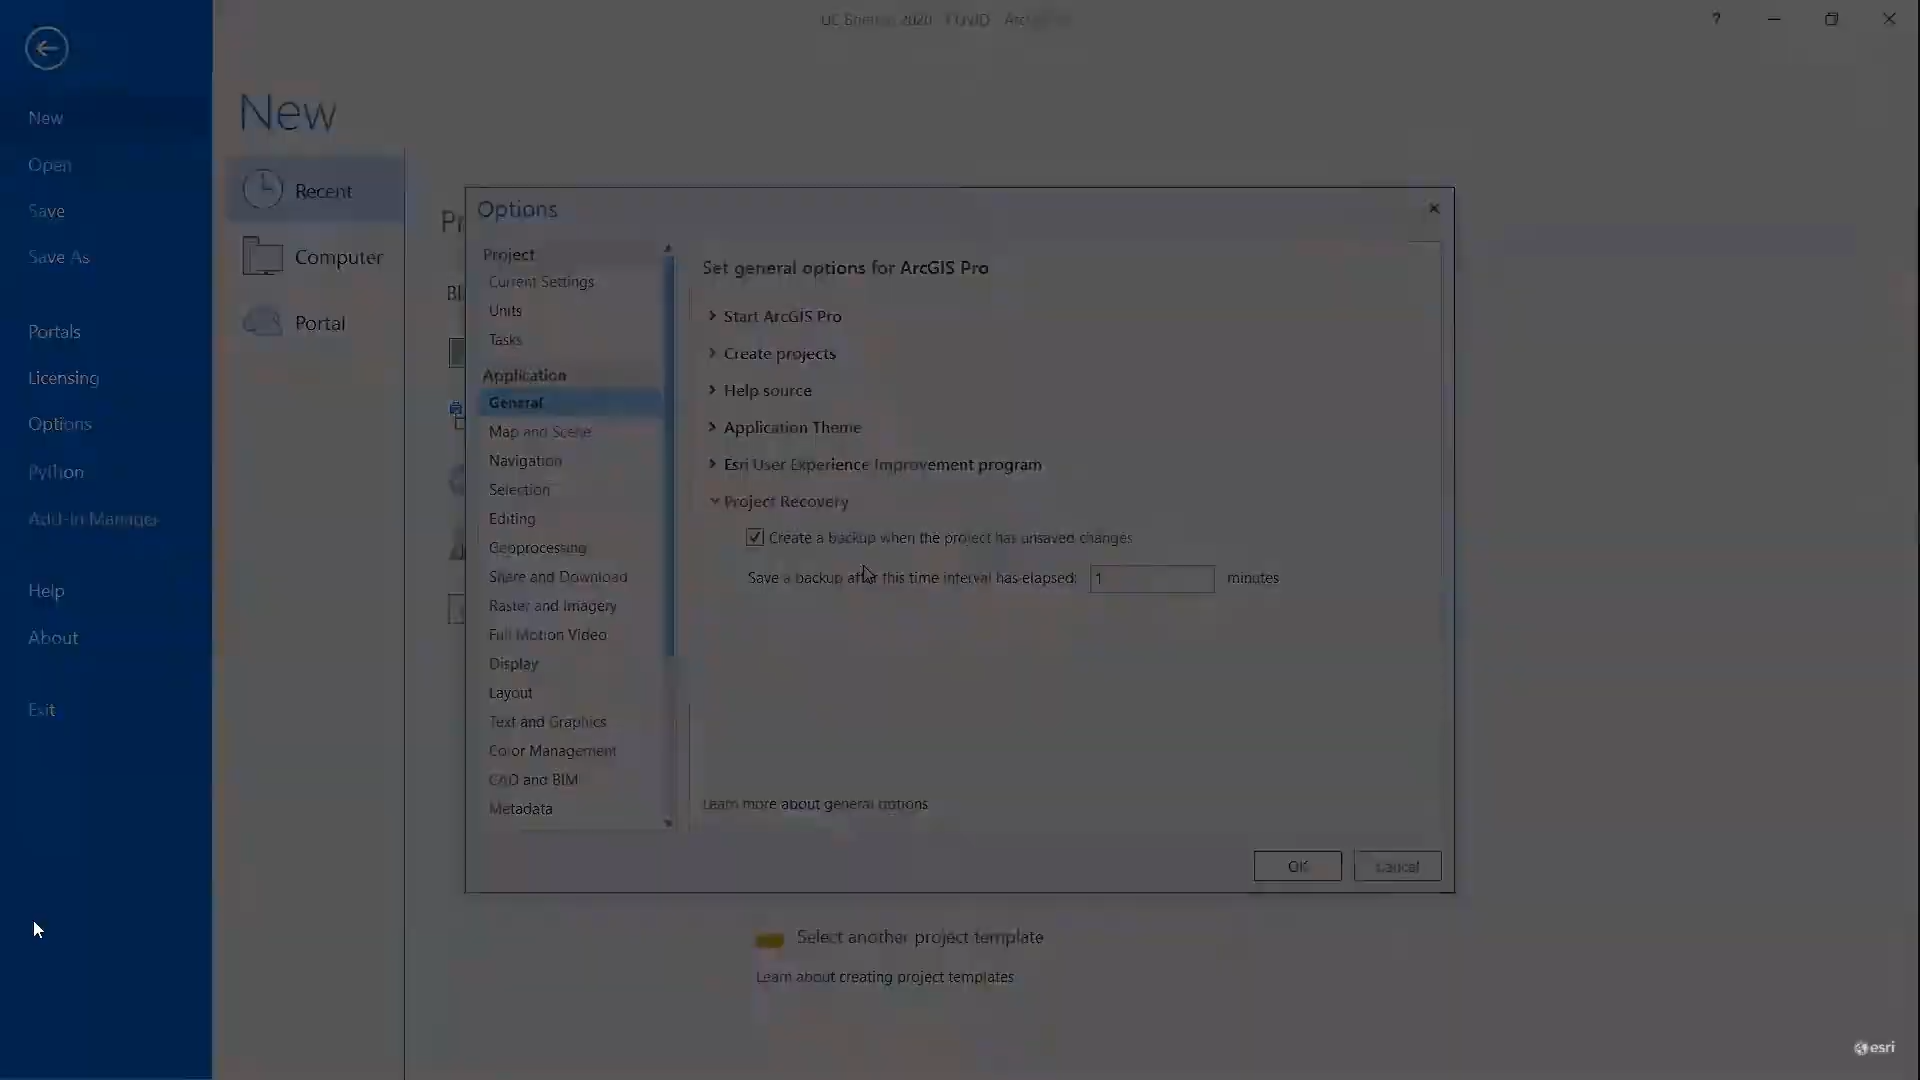 ?
New
Open
Save
Save As
Portals
Licensing
Options
Python
Add-In Manager
Help
About
Exit
New
Recent
Computer
Portal
Pr
Bl
Options
Project
Current Settings
Units
Tasks
Application
General
Map and Scene
Navigation
Selection
Editing
Geoprocessing
Share and Download
Raster and Imagery
Full Motion Video
Display
Layout
Text and Graphics
Color Management
CAD and BIM
Metadata
Set general options for ArcGIS Pro
Start ArcGIS Pro
Create projects
Help source
Application Theme
Esri User Experience Improvement program
Project Recovery
Create a backup when the project has unsaved changes
Save a backup after this time interval has elapsed: 1 minutes
Learn more about general options
OK
Cancel
Select another project template
Learn about creating project templates
esri